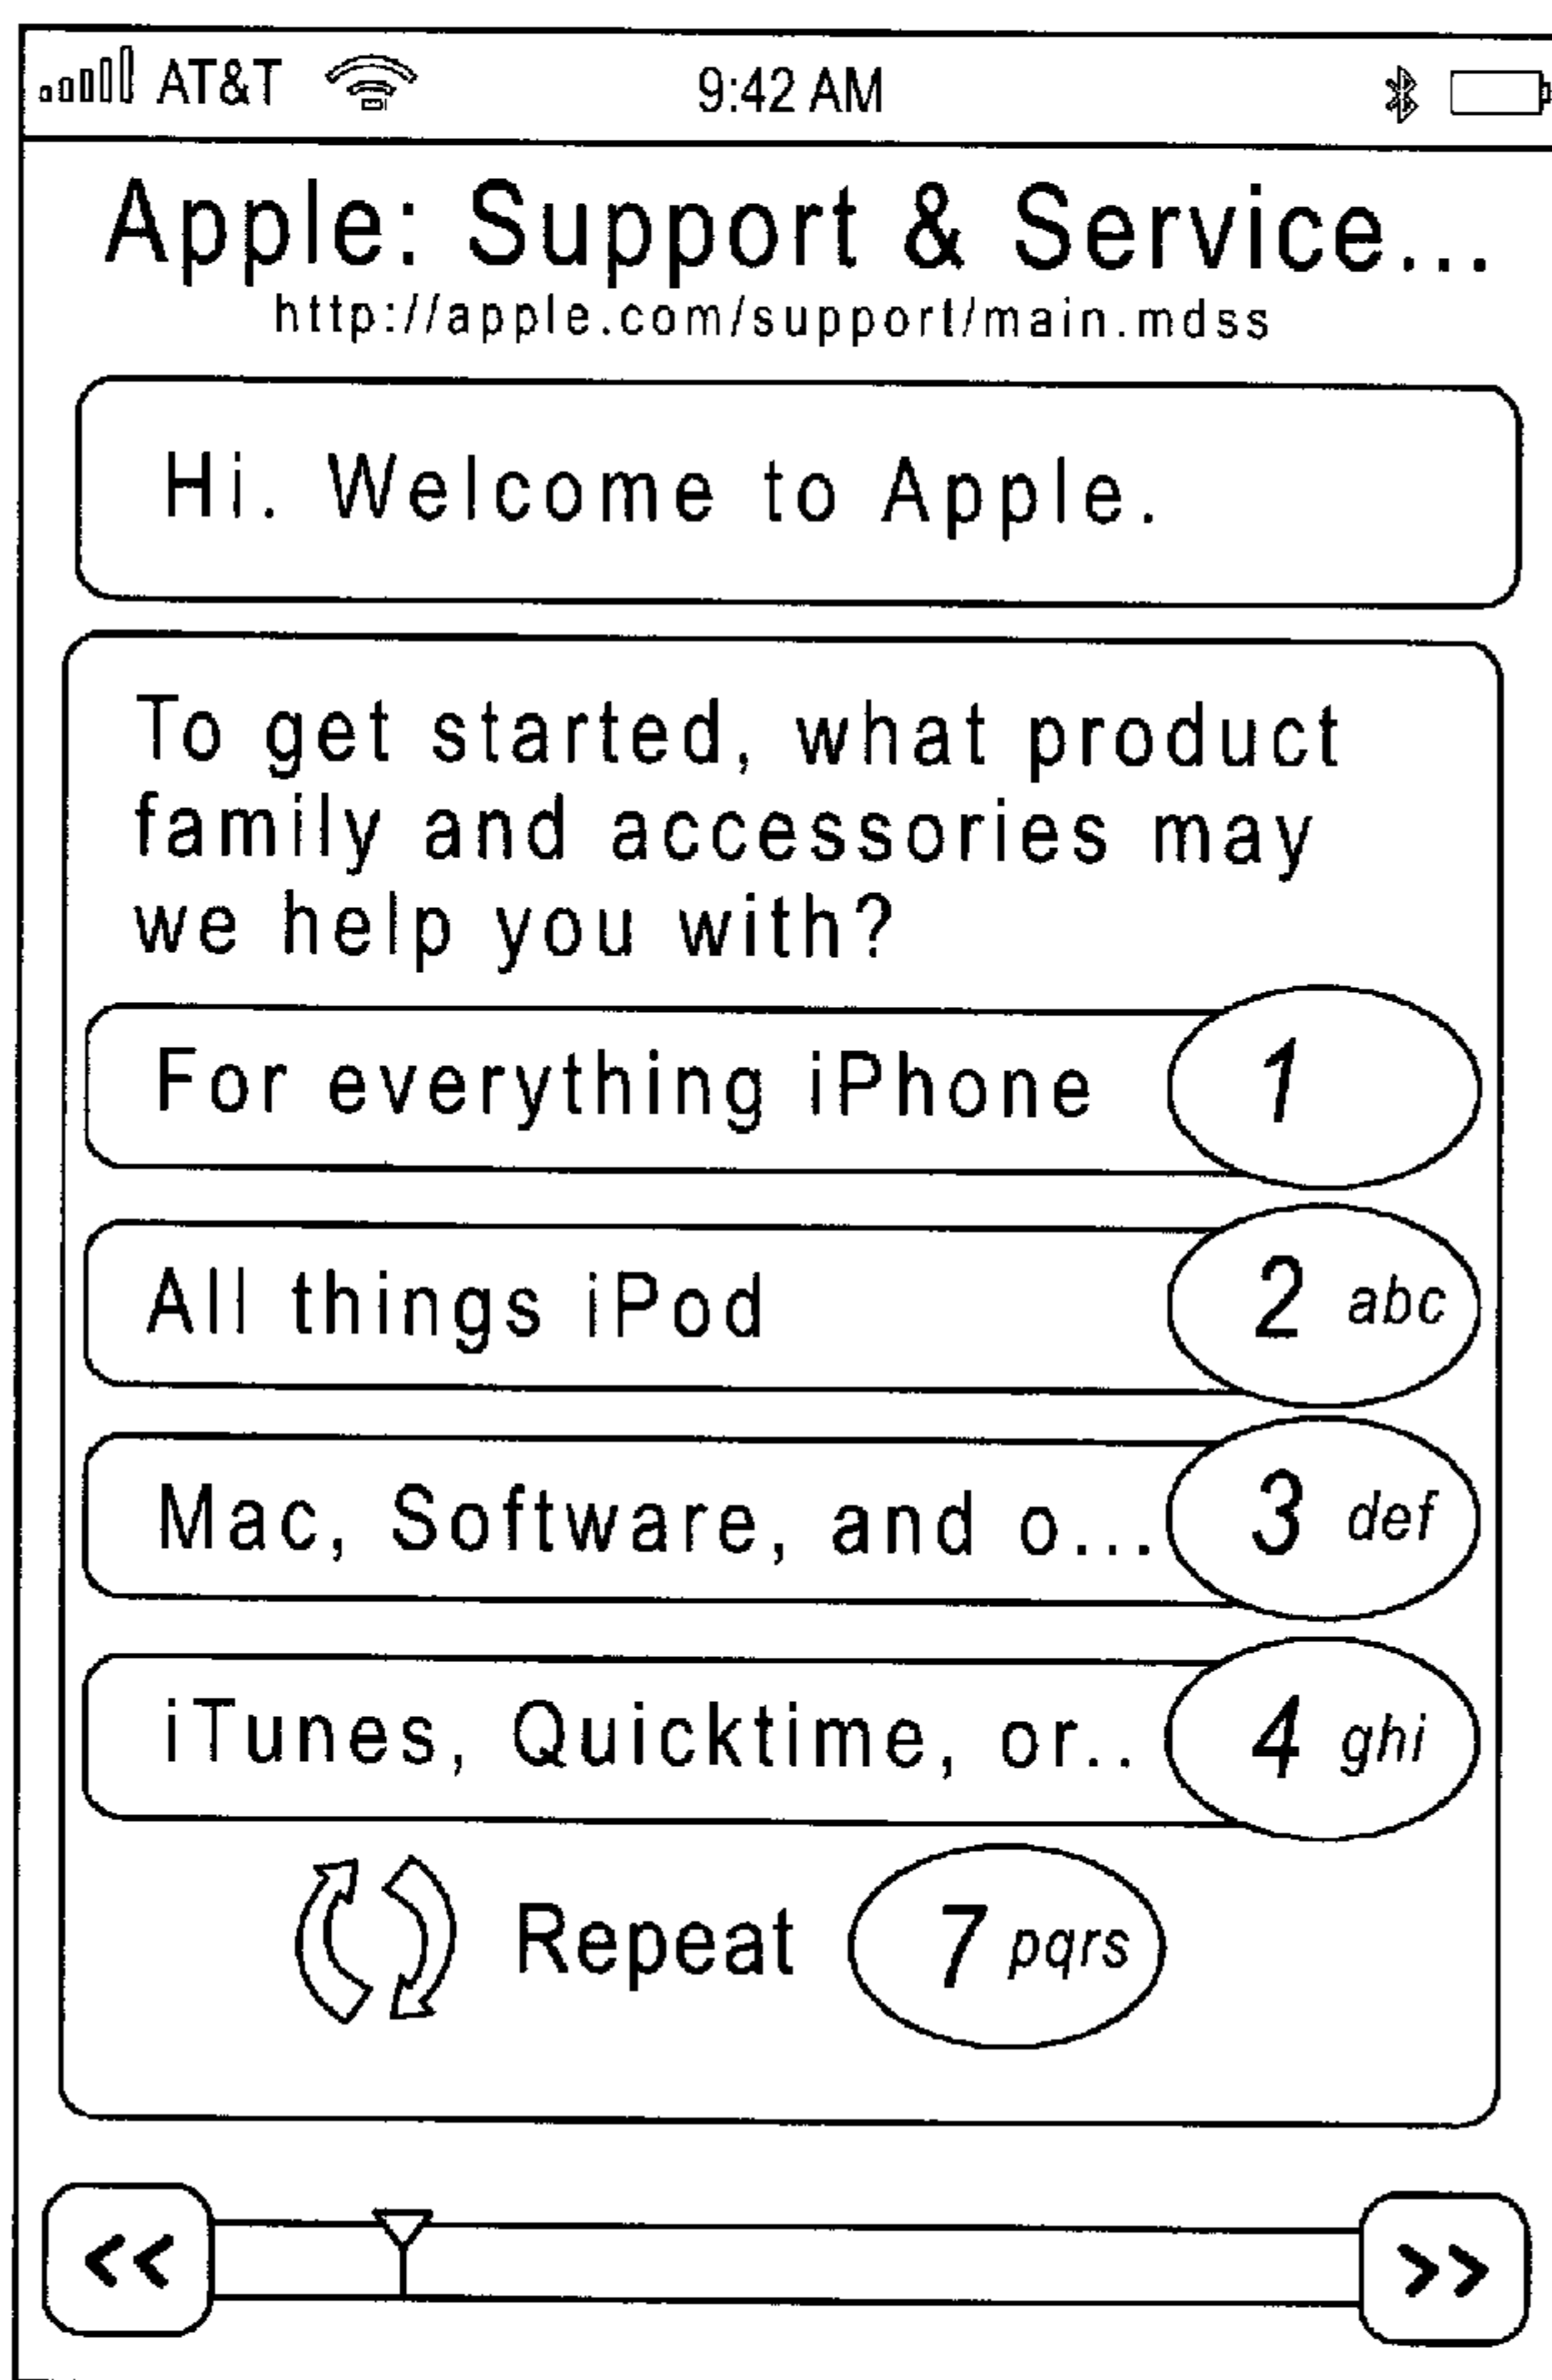 AT&T 9:42 AM
Apple: Support & Service...
http://apple.com/support/main.mdss
Hi. Welcome to Apple.
To get started, what product
family and accessories may
we help you with?
For everything iPhone 1
All things iPod 2 abc
Mac, Software, and o... 3 def
iTunes, Quicktime, or.. 4 ghi
Repeat 7 pqrs
<< >>